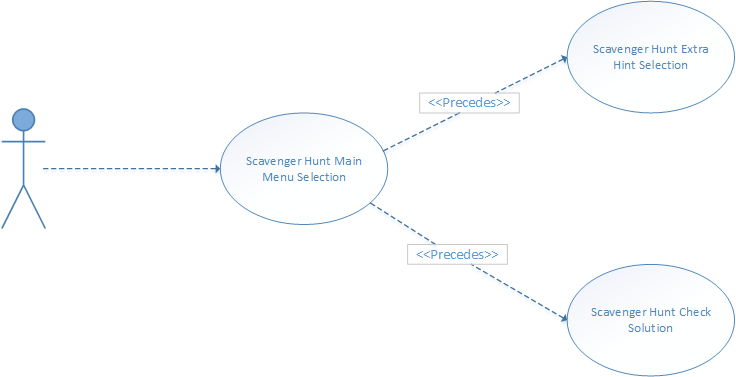 Scavenger Hunt Extra
Hint Selection
<<Precedes>>
Scavenger Hunt Main
Menu Selection
<<Precedes>>
Scavenger Hunt Check
Solution